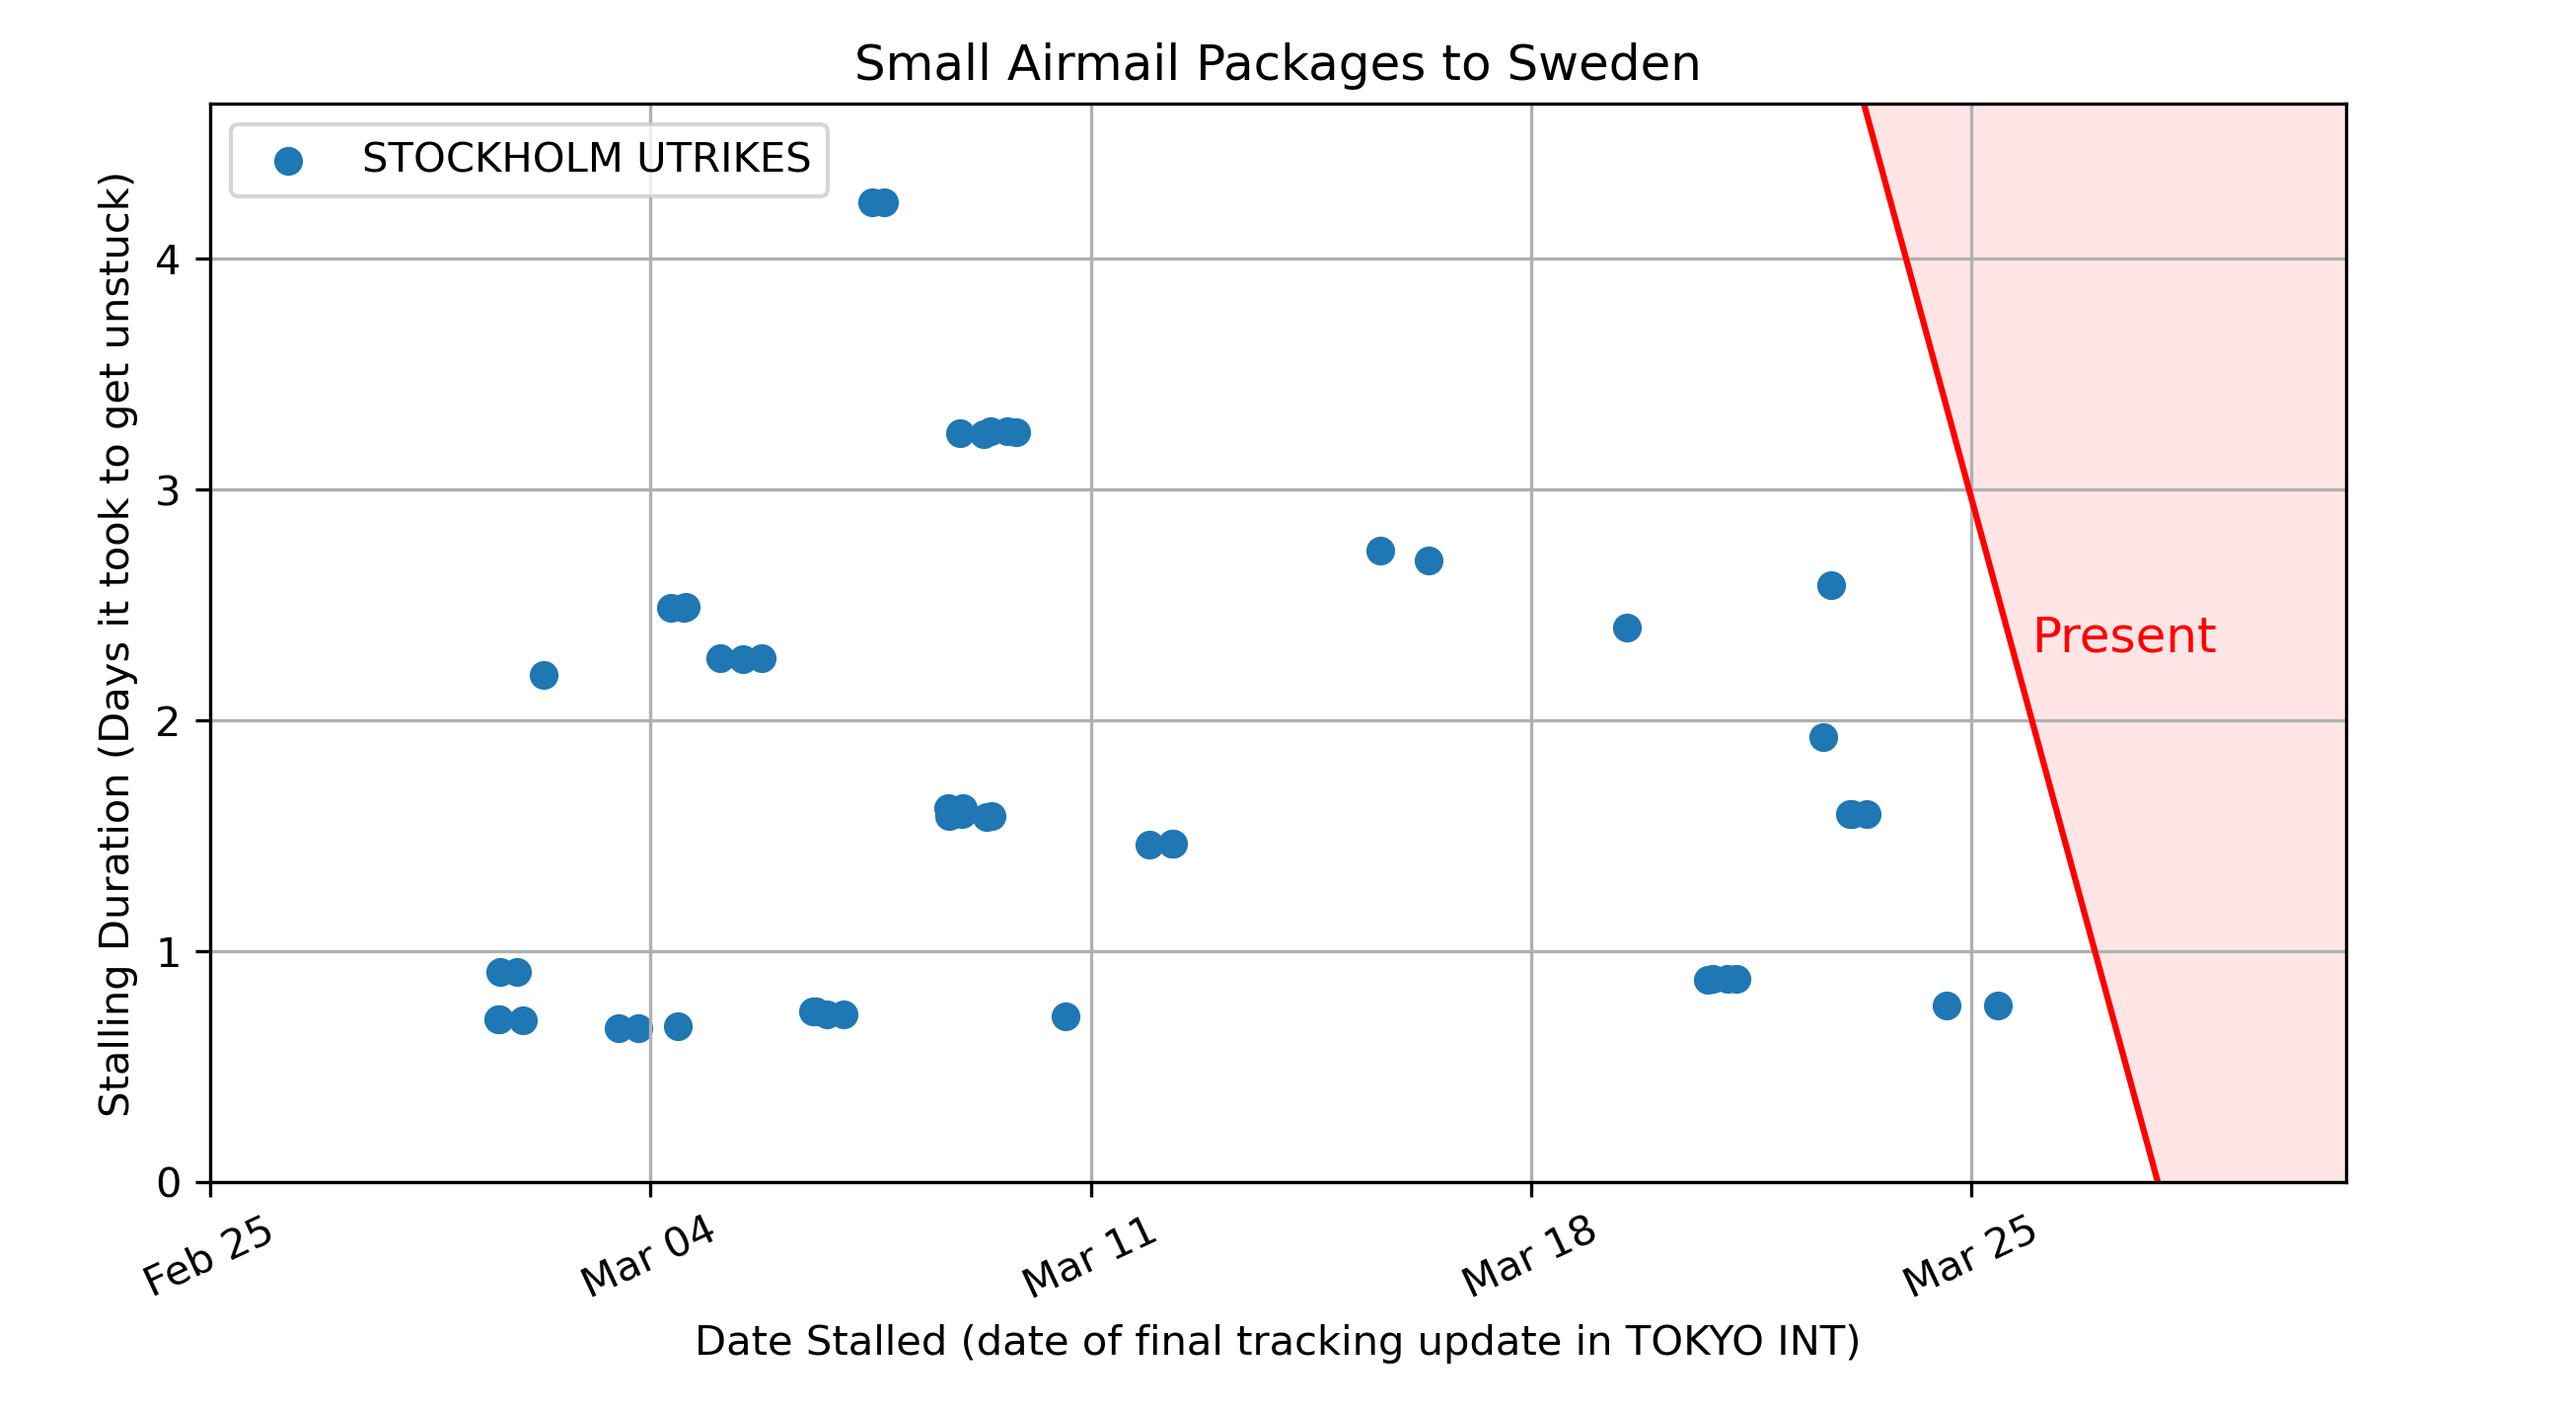 Small Airmail Packages to Sweden
STOCKHOLM UTRIKES
Stalling Duration (Days it took to get unstuck)
4
3
2
1
0
Present
Feb 25
Mar 04
Mar 11
Mar 18
Mar 25
Date Stalled (date of final tracking update in TOKYO INT)